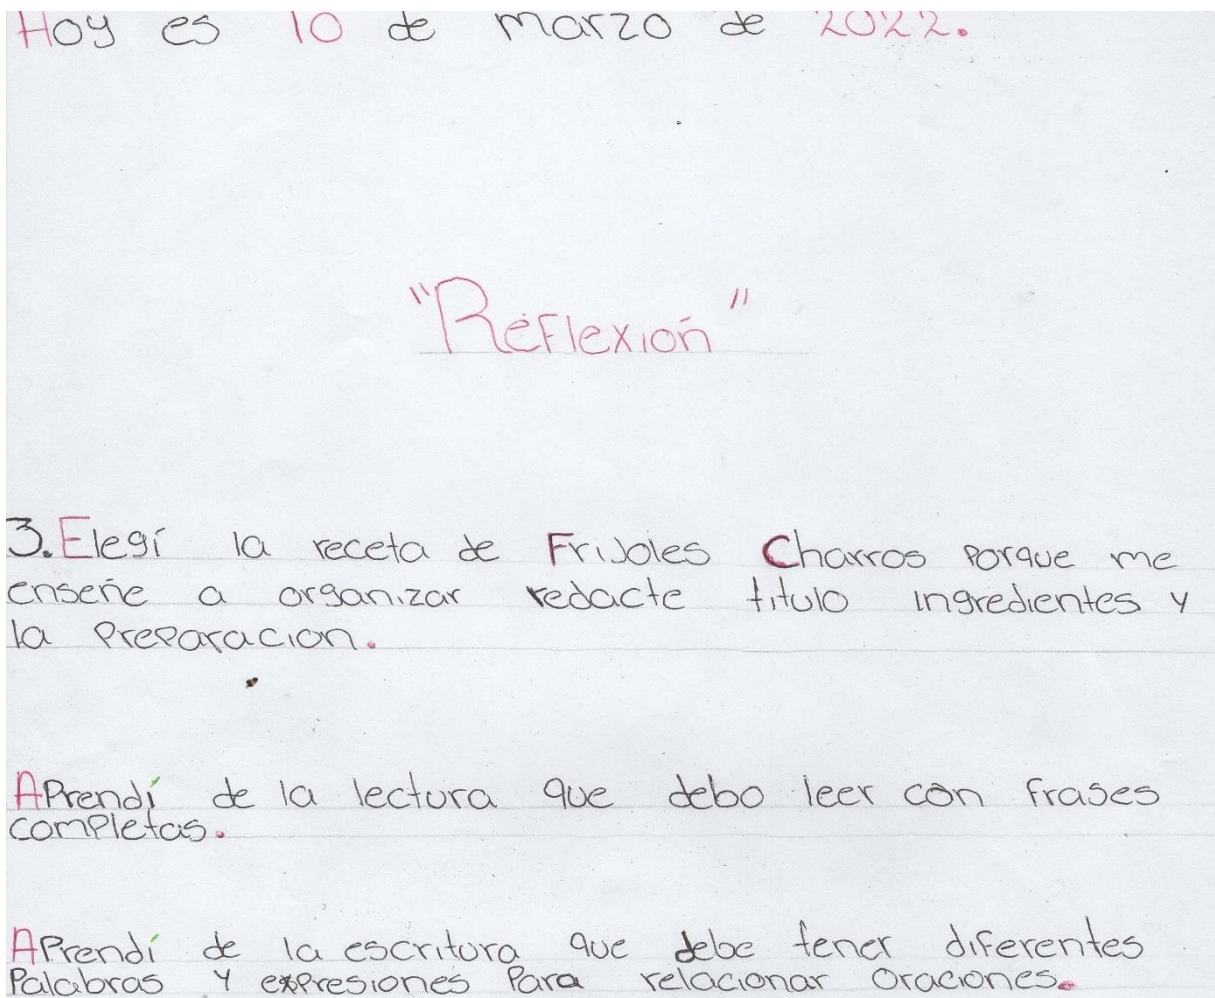 Hoy es 10 de marzo de 2022.
"Reflexión"
3. Elegí la receta de Frijoles Charros porque me
enseñe a organizar redacte titulo ingredientes y
la preparacion.
Aprendí de la lectura que debo leer con frases
completas.
Aprendí de la escritura que debe tener diferentes
palabras y expresiones para relacionar oraciones.